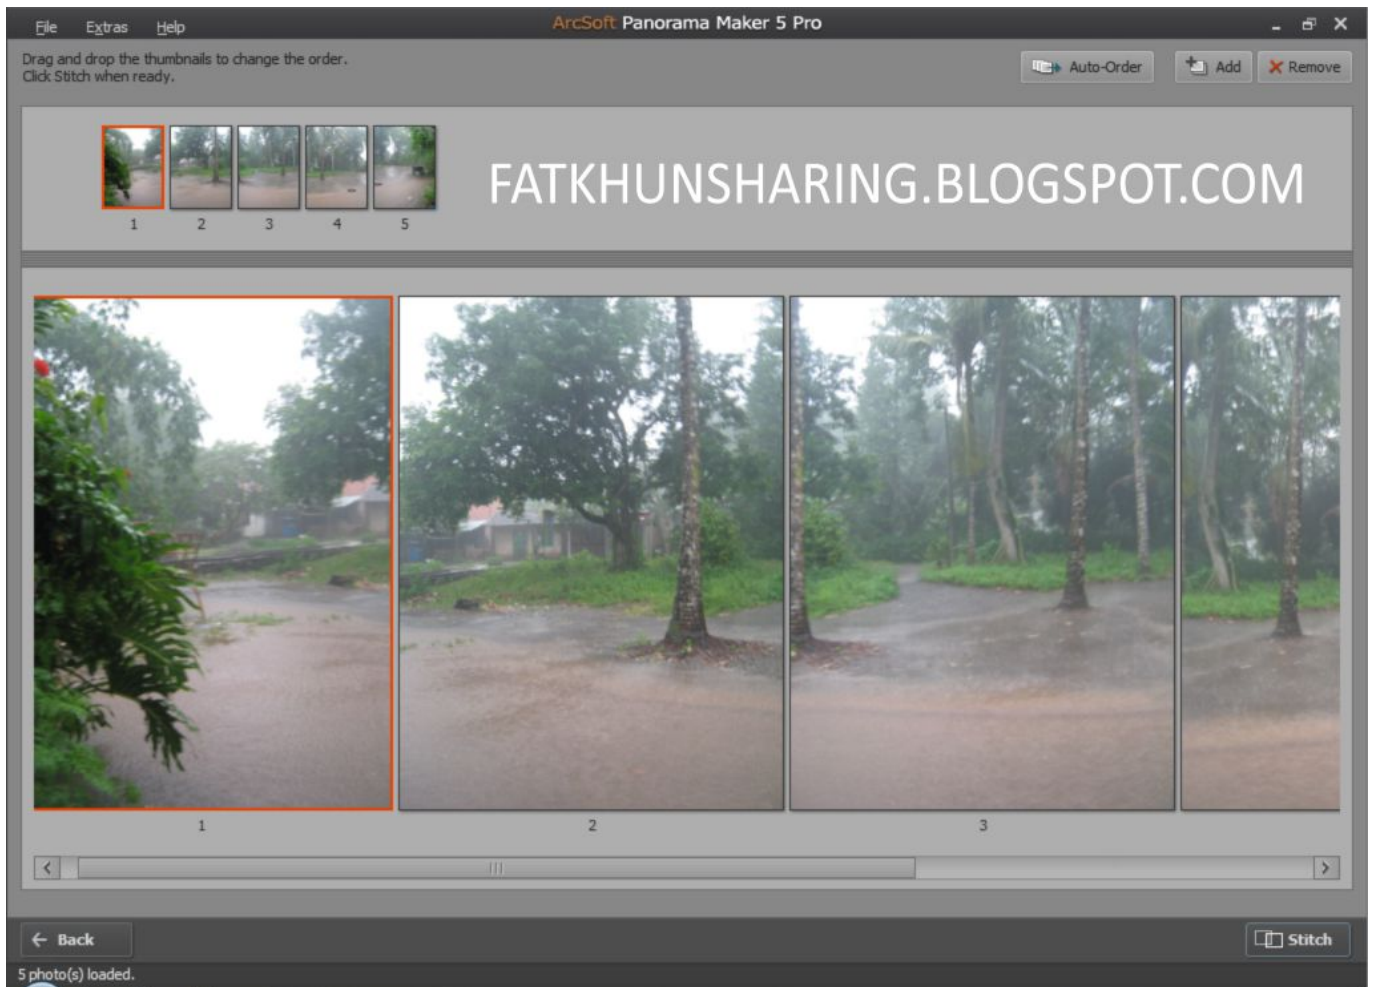 File Extras Help
ArcSoft Panorama Maker 5 Pro
Drag and drop the thumbnails to change the order.
Click Stitch when ready.
Auto-Order
Add
Remove
1 2 3 4 5
FATKHUNSHARING.BLOGSPOT.COM
1 2 3
Back
Stitch
5 photo(s) loaded.